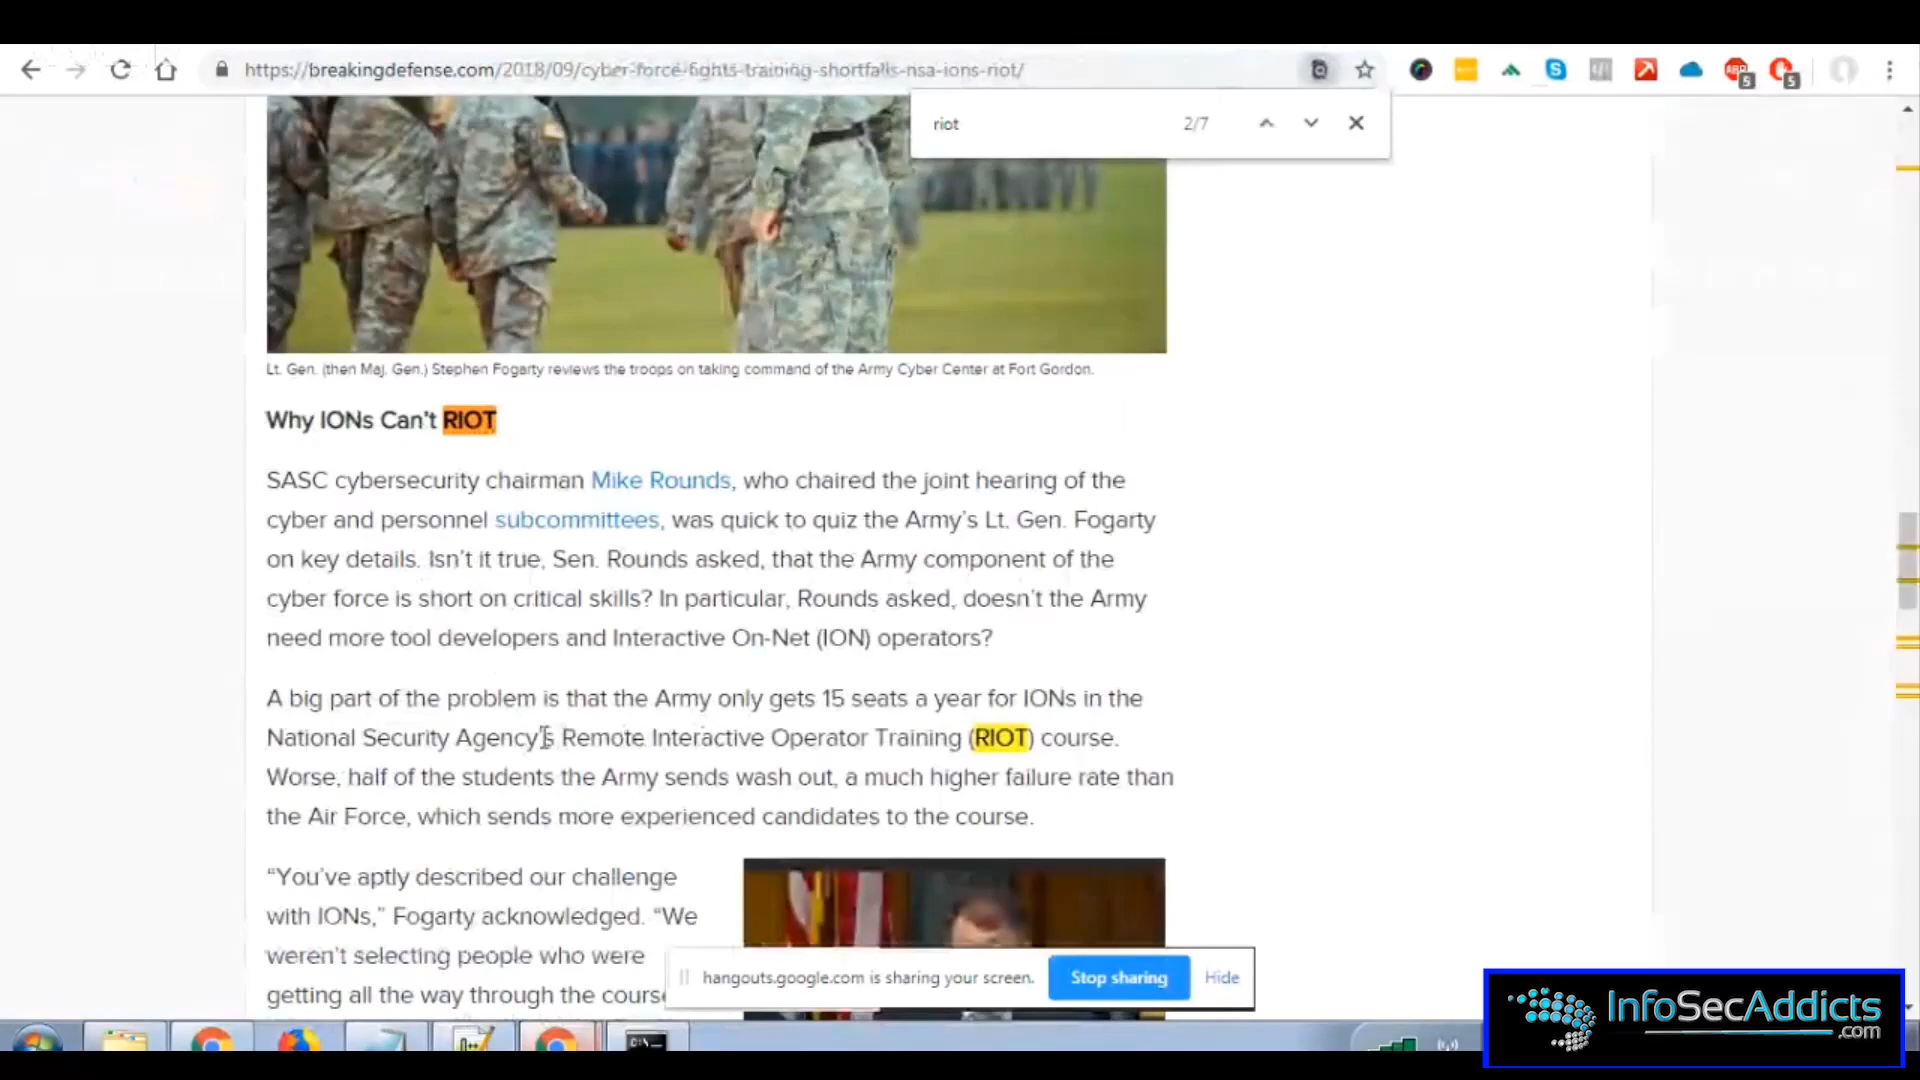 https://breakingdefense.com/2018/09/cyber-force-fights-training-shortfalls-nsa-ions-riot/
ABP
5
5
riot
2/7
Lt. Gen. (then Maj. Gen.) Stephen Fogarty reviews the troops on taking command of the Army Cyber Center at Fort Gordon.
Why IONs Can't RIOT
SASC cybersecurity chairman Mike Rounds, who chaired the joint hearing of the
cyber and personnel subcommittees, was quick to quiz the Army's Lt. Gen. Fogarty
on key details. Isn't it true, Sen. Rounds asked, that the Army component of the
cyber force is short on critical skills? In particular, Rounds asked, doesn't the Army
need more tool developers and Interactive On-Net (ION) operators?
A big part of the problem is that the Army only gets 15 seats a year for IONs in the
National Security Agency's Remote Interactive Operator Training (RIOT) course.
Worse, half of the students the Army sends wash out, a much higher failure rate than
the Air Force, which sends more experienced candidates to the course.
“You've aptly described our challenge
with IONs,” Fogarty acknowledged. “We
weren't selecting people who were
getting all the way through the course
hangouts.google.com is sharing your screen.
Stop sharing
Hide
C:\
InfoSecAddicts
.com